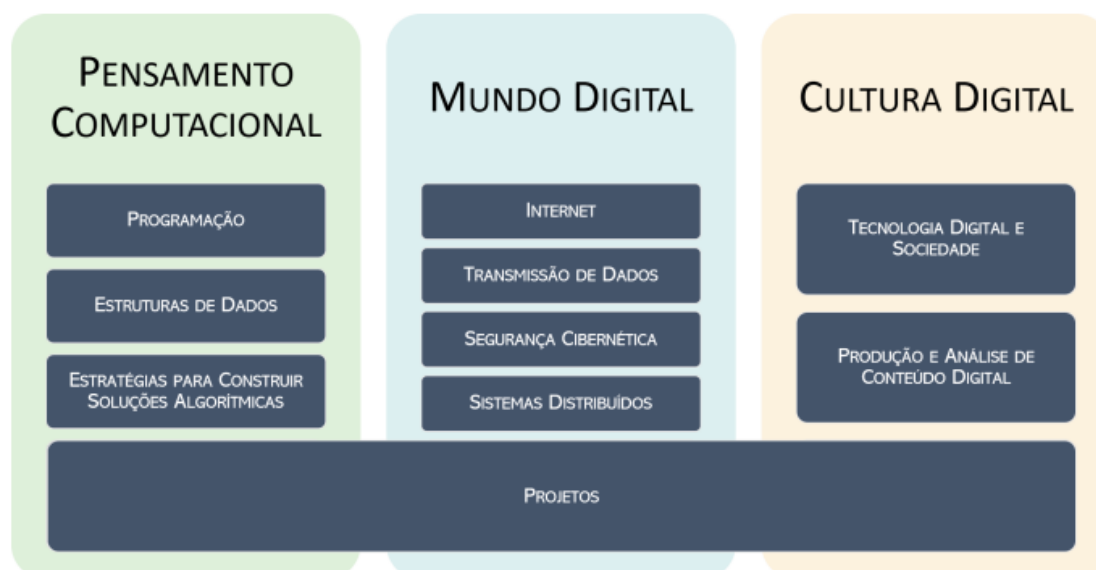 PENSAMENTO
COMPUTACIONAL
PROGRAMAÇÃO
ESTRUTURAS DE DADOS
ESTRATÉGIAS PARA CONSTRUIR
SOLUÇÕES ALGORÍTMICAS
MUNDO DIGITAL
INTERNET
TRANSMISSÃO DE DADOS
SEGURANÇA CIBERNÉTICA
SISTEMAS DISTRIBUÍDOS
CULTURA DIGITAL
TECNOLOGIA DIGITAL E
SOCIEDADE
PRODUÇÃO E ANÁLISE DE
CONTEÚDO DIGITAL
PROJETOS